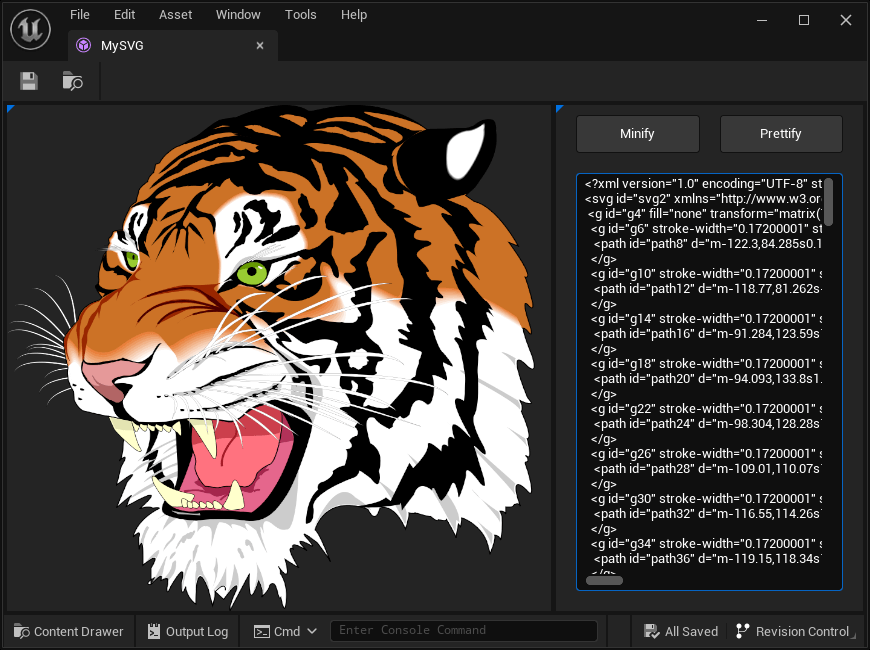 File Edit Asset Window Tools Help
MySVG
Minify Prettify
<?xml version="1.0" encoding="UTF-8" st
<svg id="svg2" xmlns="http://www.w3.or
<g id="g4" fill="none" transform="matrix(
<g id="g6" stroke-width="0.17200001" st
<path id="path8" d="m-122.3,84.285s0.1
</g>
<g id="g10" stroke-width="0.17200001" s
<path id="path12" d="m-118.77,81.262s-
</g>
<g id="g14" stroke-width="0.17200001" s
<path id="path16" d="m-91.284,123.59s
</g>
<g id="g18" stroke-width="0.17200001" s
<path id="path20" d="m-94.093,133.8s1.
</g>
<g id="g22" stroke-width="0.17200001" s
<path id="path24" d="m-98.304,128.28s
</g>
<g id="g26" stroke-width="0.17200001" s
<path id="path28" d="m-109.01,110.07s
</g>
<g id="g30" stroke-width="0.17200001" s
<path id="path32" d="m-116.55,114.26s
</g>
<g id="g34" stroke-width="0.17200001" s
<path id="path36" d="m-119.15,118.34s
</g>
Content Drawer Output Log Cmd Enter Console Command All Saved Revision Control